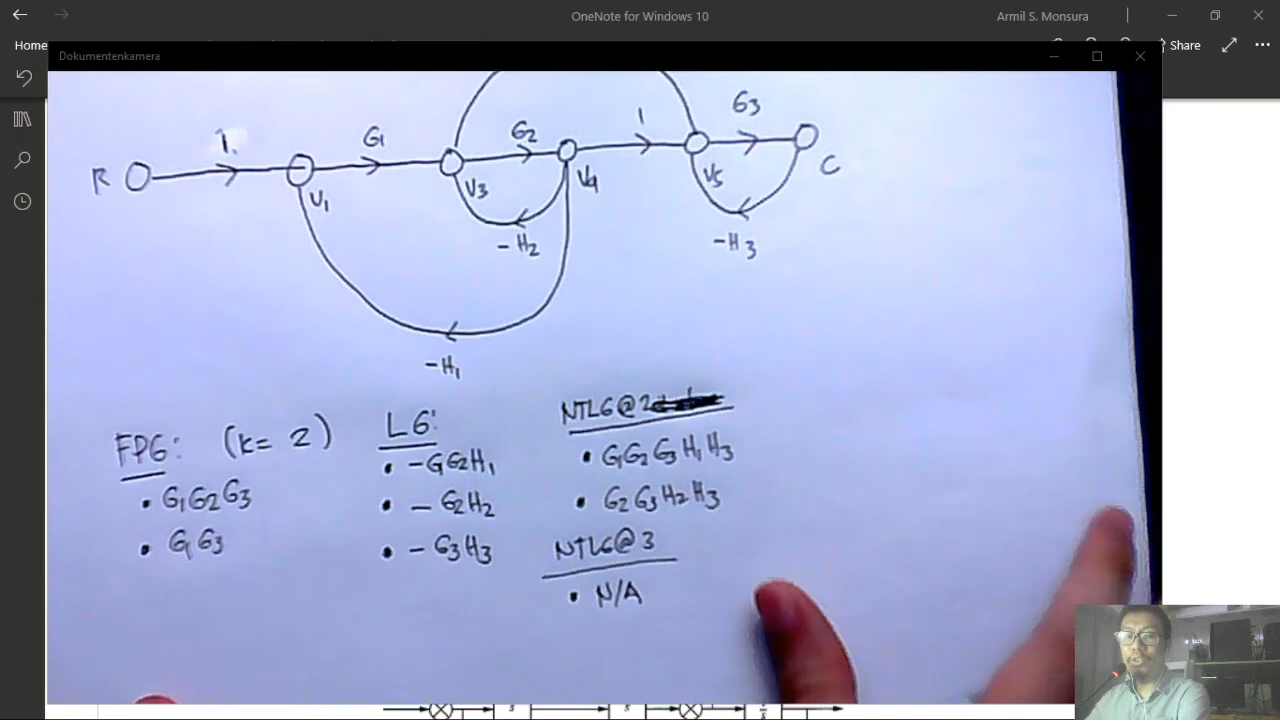 OneNote for Windows 10
Armil S. Monsura
Home
Share
Dokumentenkamera
R
1.
G1
G2
1
G3
V1
V3
V4
V5
C
-H2
-H3
-H1
FPG: (k= 2)
• G1G2G3
• G1G3
LG:
• -G1G2H1
• -G2H2
• -G3H3
NTLG@2
• G1G2G3H1H3
• G2G3H2H3
NTLG@3
• N/A